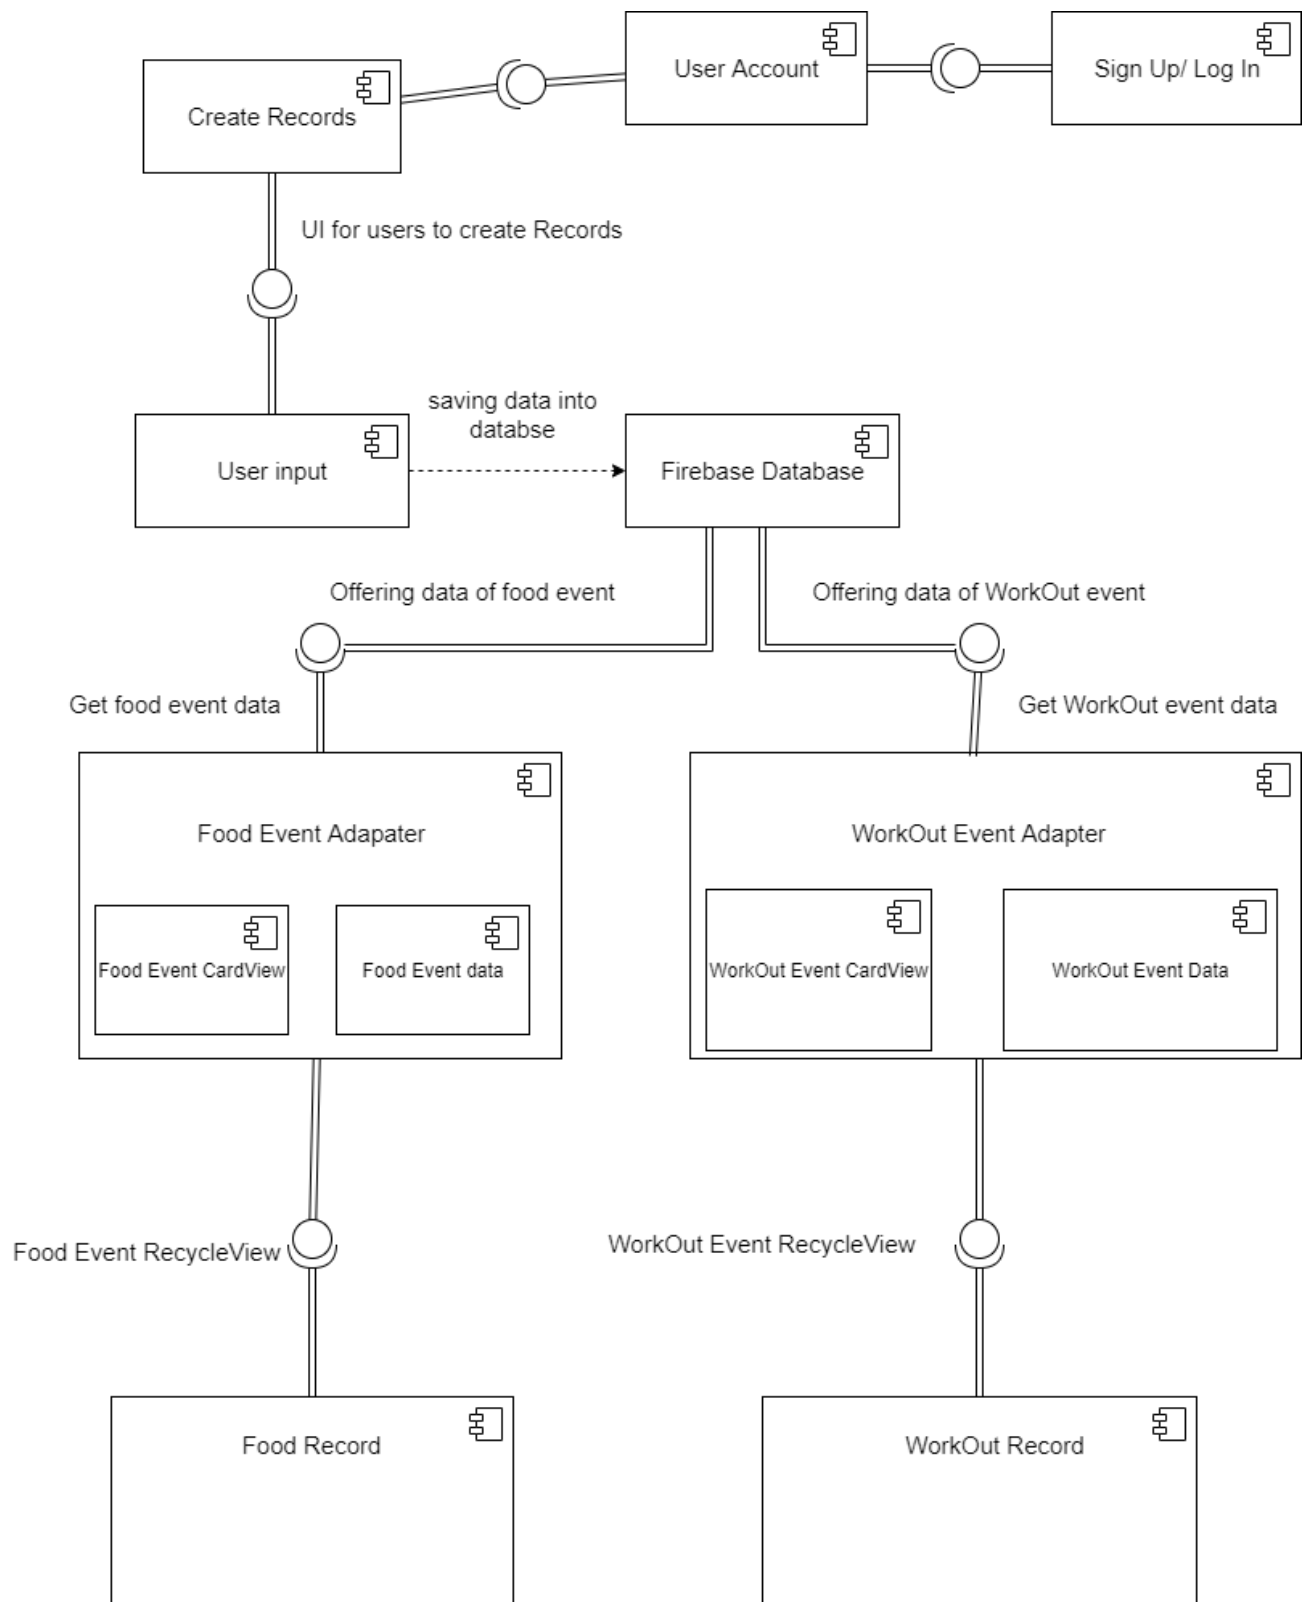 User Account
Sign Up/ Log In
Create Records
UI for users to create Records
saving data into
databse
User input
Firebase Database
Offering data of food event
Offering data of WorkOut event
Get food event data
Get WorkOut event data
Food Event Adapater
WorkOut Event Adapter
Food Event CardView
Food Event data
WorkOut Event CardView
WorkOut Event Data
Food Event RecycleView
WorkOut Event RecycleView
Food Record
WorkOut Record